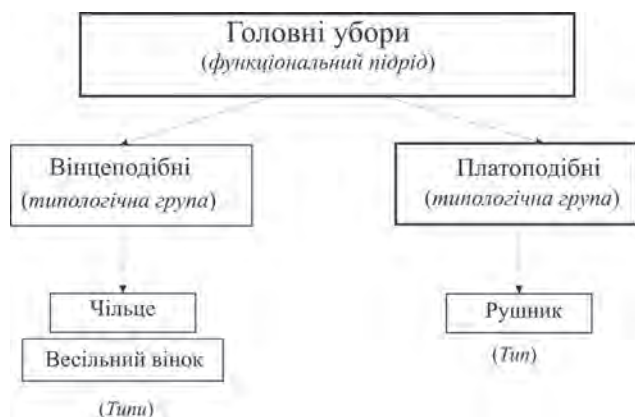 Головні убори
(функціональний підрід)
Вінцеподібні
(типологічна група)
Платоподібні
(типологічна група)
Чільце
Весільний вінок
(Типи)
Рушник
(Тип)